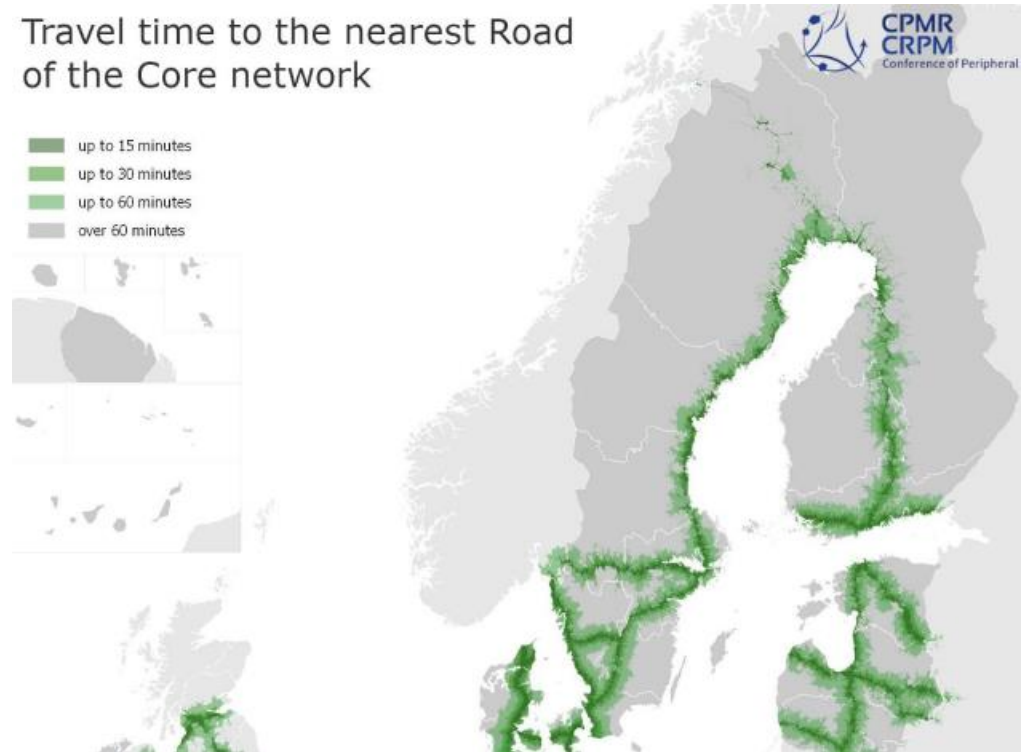 Travel time to the nearest Road
of the Core network
CPMR
CRPM
Conference of Peripheral
up to 15 minutes
up to 30 minutes
up to 60 minutes
over 60 minutes